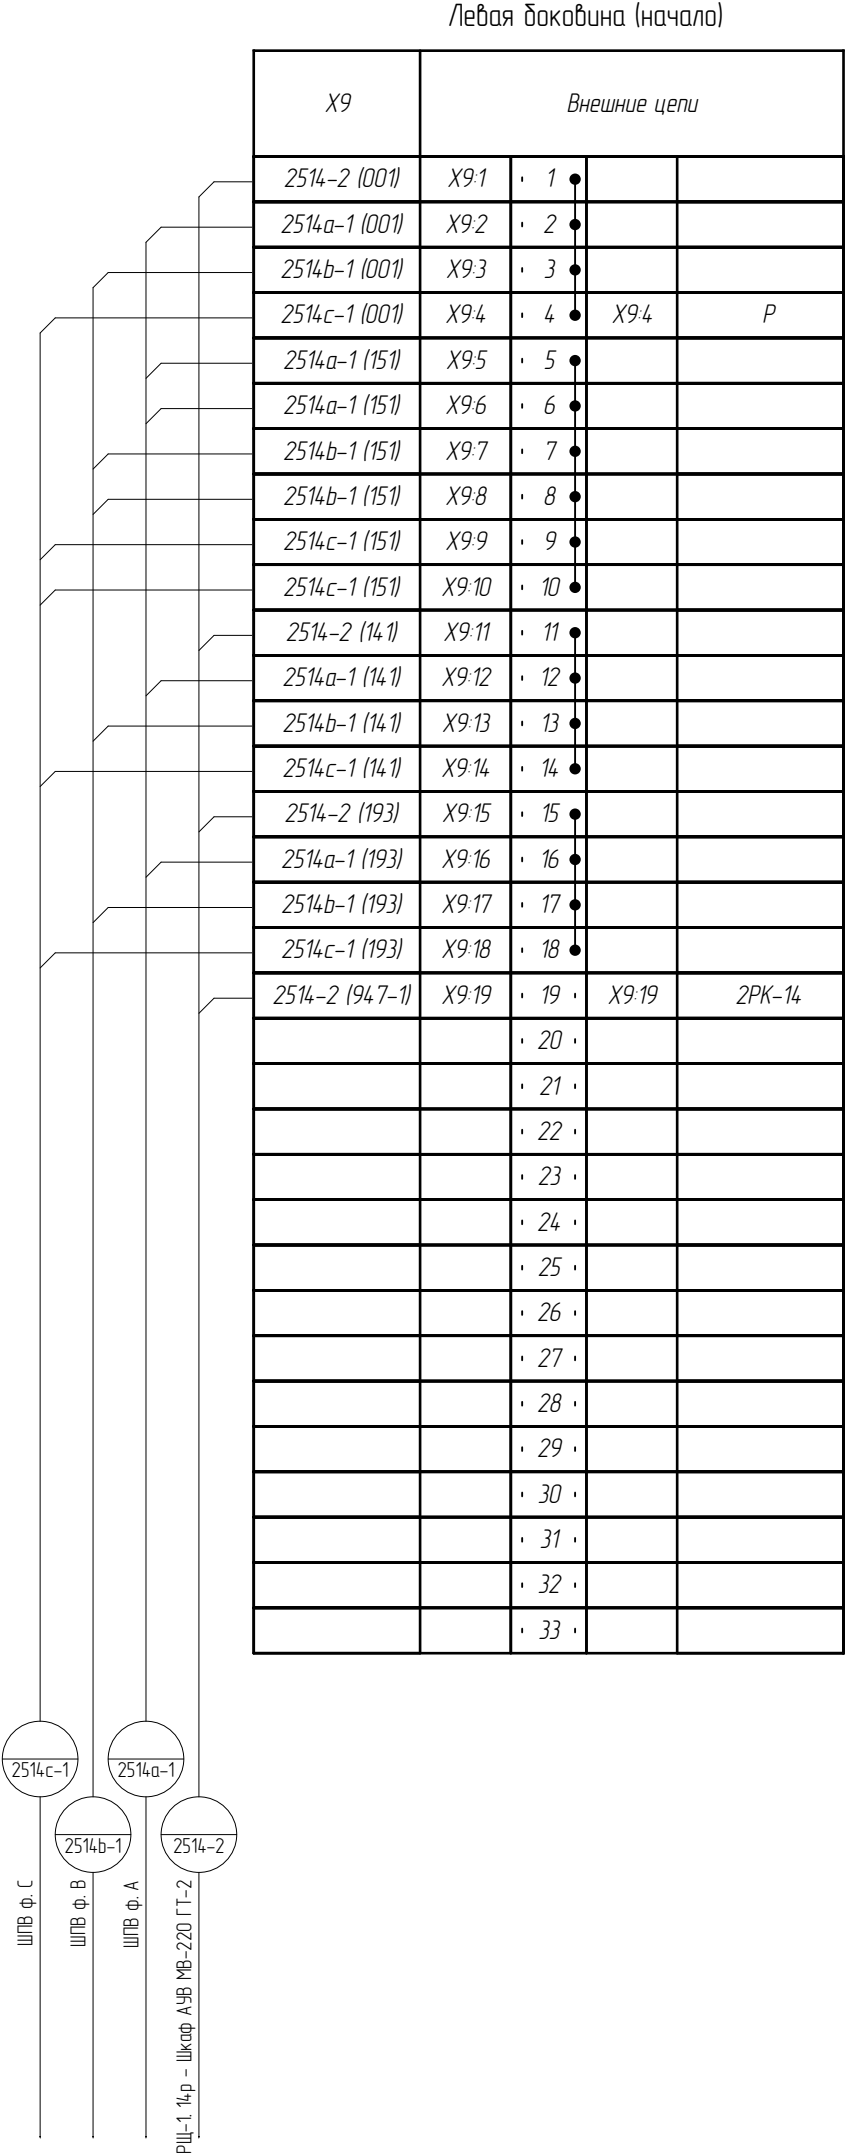 Левая боковина (начало)
X9 Внешние цепи
2514-2 (001) X9:1 1
2514a-1 (001) X9:2 2
2514b-1 (001) X9:3 3
2514c-1 (001) X9:4 4 X9:4 P
2514a-1 (151) X9:5 5
2514a-1 (151) X9:6 6
2514b-1 (151) X9:7 7
2514b-1 (151) X9:8 8
2514c-1 (151) X9:9 9
2514c-1 (151) X9:10 10
2514-2 (141) X9:11 11
2514a-1 (141) X9:12 12
2514b-1 (141) X9:13 13
2514c-1 (141) X9:14 14
2514-2 (193) X9:15 15
2514a-1 (193) X9:16 16
2514b-1 (193) X9:17 17
2514c-1 (193) X9:18 18
2514-2 (947-1) X9:19 19 X9:19 2РК-14
20
21
22
23
24
25
26
27
28
29
30
31
32
33
2514c-1
2514a-1
2514b-1
2514-2
ШПВ ф. С
ШПВ ф. В
ШПВ ф. А
РЩ-1. 14р - Шкаф АУВ МВ-220 ГТ-2